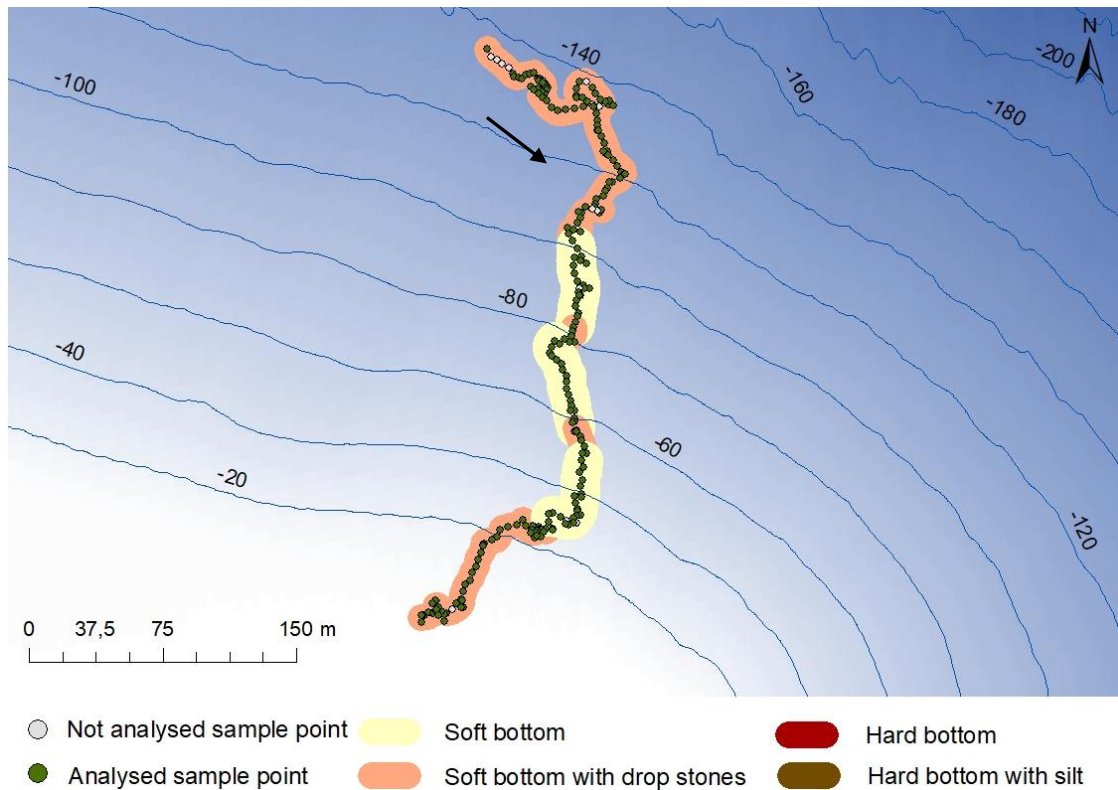 N
-140
-200
-100
-160
-180
-80
-40
-60
-20
-120
0 37,5 75 150 m
Not analysed sample point Soft bottom Hard bottom
Analysed sample point Soft bottom with drop stones Hard bottom with silt